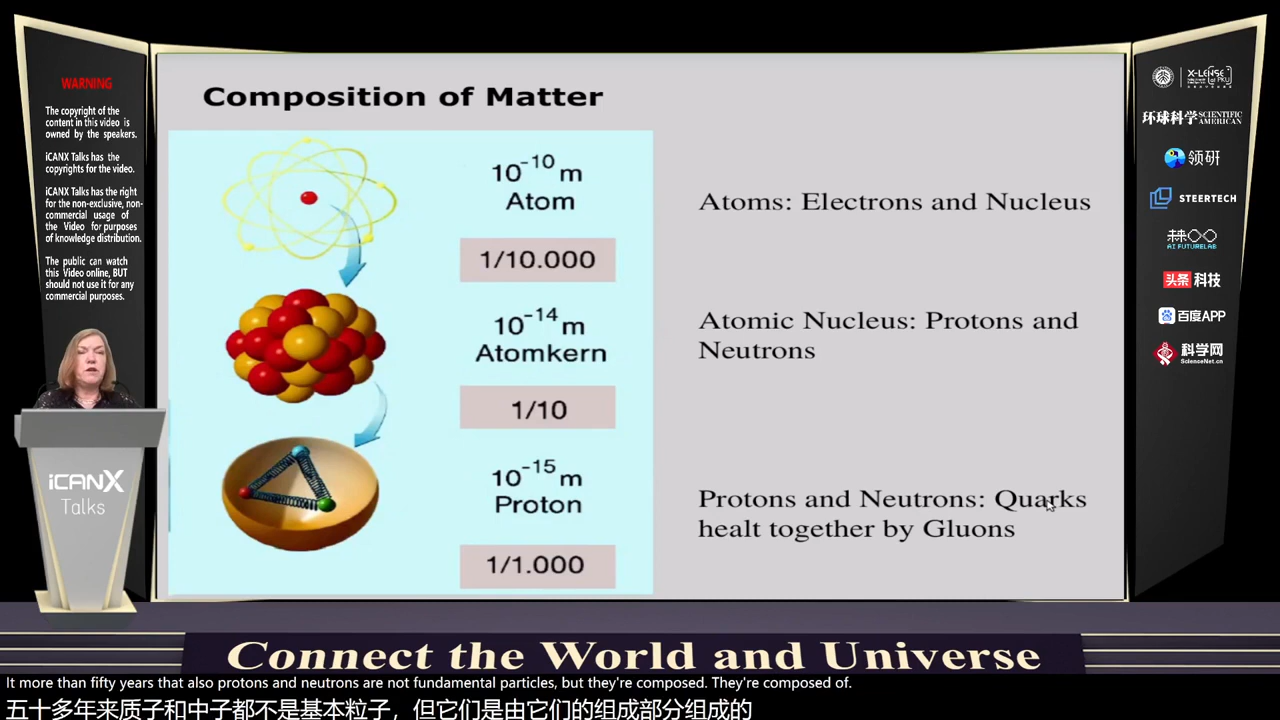 WARNING
The copyright of the
content in this video is
owned by the speakers.
iCANX Talks has the
copyrights for the video.
iCANX Talks has the right
for the non-exclusive, non-
commercial usage of
the Video for purposes
of knowledge distribution.
The public can watch
this Video online, BUT
should not use it for any
commercial purposes.
iCANX
Talks
Composition of Matter
10⁻¹⁰ m
Atom
1/10.000
10⁻¹⁴ m
Atomkern
1/10
10⁻¹⁵ m
Proton
1/1.000
Atoms: Electrons and Nucleus
Atomic Nucleus: Protons and
Neutrons
Protons and Neutrons: Quarks
healt together by Gluons
X-LENSE
环球科学 SCIENTIFIC AMERICAN
领研
STEERTECH
AI FUTURELAB
头条 科技
百度APP
科学网
ScienceNet.cn
Connect the World and Universe
It more than fifty years that also protons and neutrons are not fundamental particles, but they're composed. They're composed of.
五十多年来质子和中子都不是基本粒子，但它们是由它们的组成部分组成的